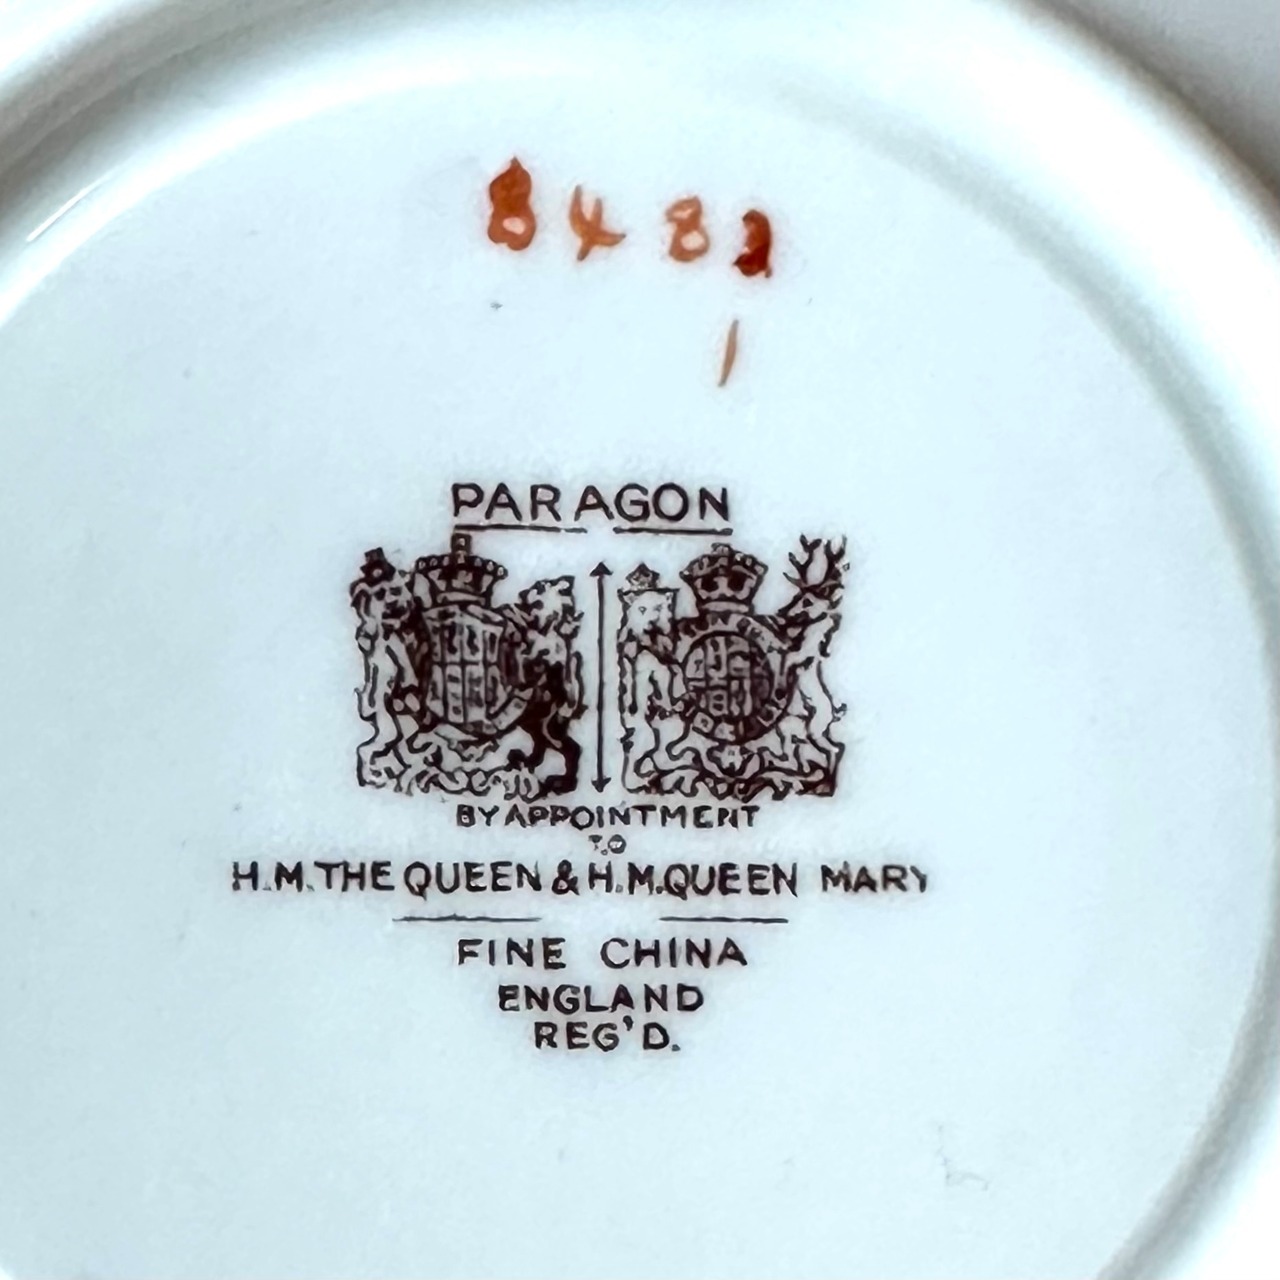 8482
1
PARAGON
BY APPOINTMENT
TO
H.M. THE QUEEN & H.M. QUEEN MARY
FINE CHINA
ENGLAND
REG'D.